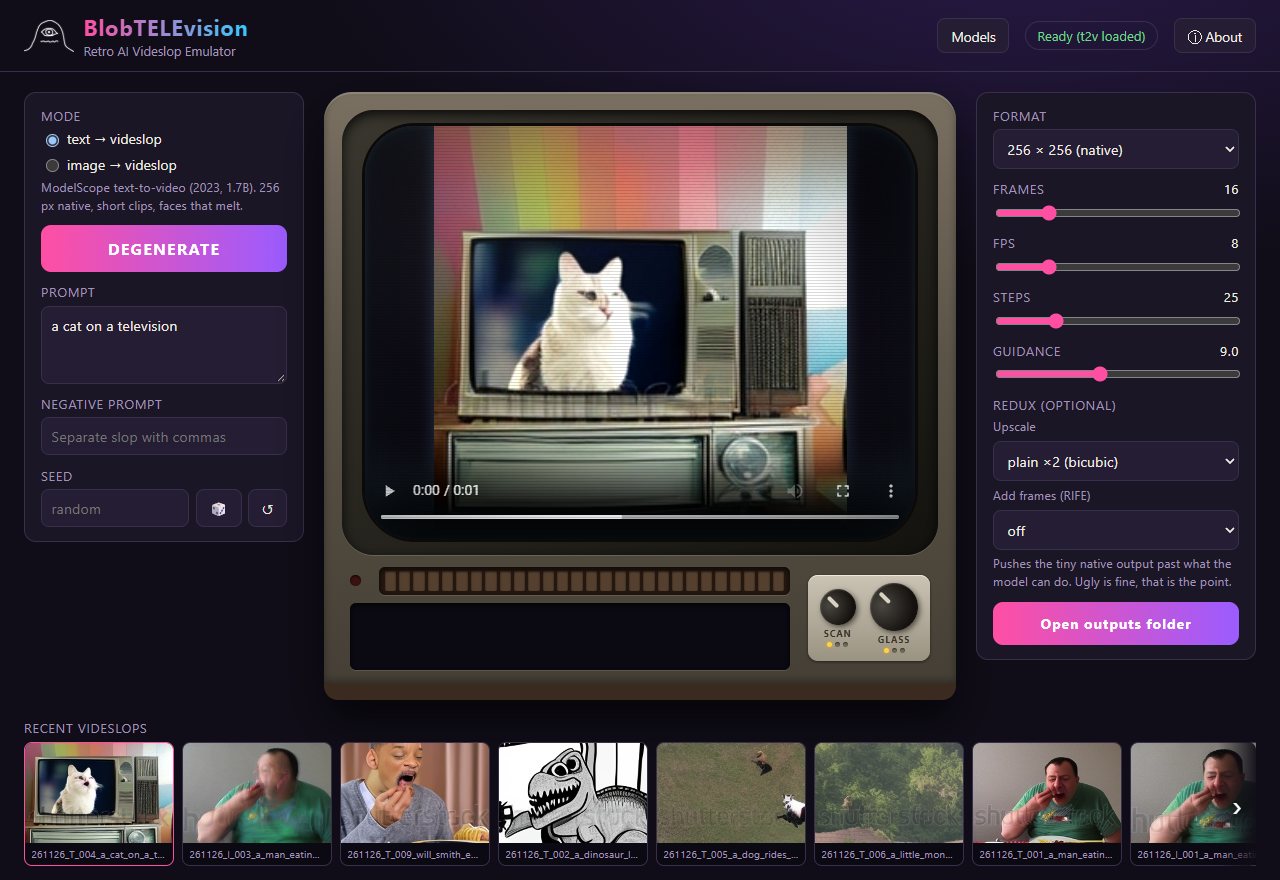 BlobTELEvision
Retro AI Videslop Emulator
Models
Ready (t2v loaded)
ⓘ About
MODE
text → videslop
image → videslop
ModelScope text-to-video (2023, 1.7B). 256
px native, short clips, faces that melt.
DEGENERATE
PROMPT
a cat on a television
NEGATIVE PROMPT
Separate slop with commas
SEED
random
↺
0:00 / 0:01
SCAN
GLASS
FORMAT
256 × 256 (native)
FRAMES
16
FPS
8
STEPS
25
GUIDANCE
9.0
REDUX (OPTIONAL)
Upscale
plain ×2 (bicubic)
Add frames (RIFE)
off
Pushes the tiny native output past what the
model can do. Ugly is fine, that is the point.
Open outputs folder
RECENT VIDESLOPS
shutterstock
261126_T_004_a_cat_on_a_t...
261126_I_003_a_man_eatin...
261126_T_009_will_smith_e...
261126_T_002_a_dinosaur_l...
261126_T_005_a_dog_rides_...
261126_T_006_a_little_mon...
261126_T_001_a_man_eatin...
261126_I_001_a_man_eati